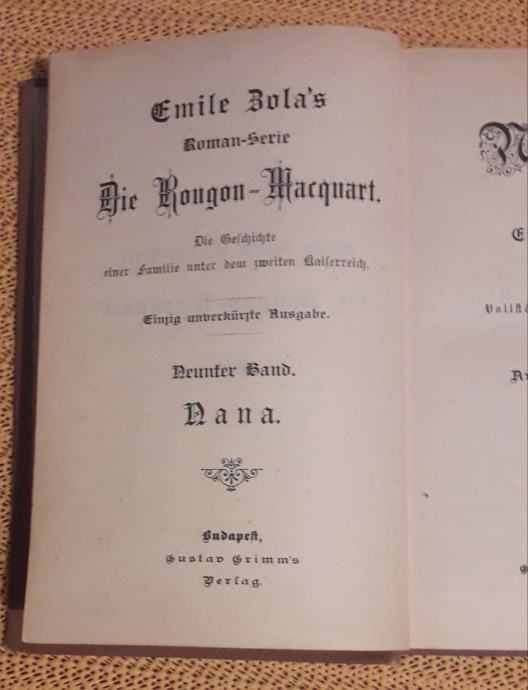 Emile Zola's
Roman-Serie
Die Rougon-Macquart.
Die Geschichte
einer Familie unter dem zweiten Kaiserreich.
Einzig unverkürzte Ausgabe.
Neunter Band.
Nana.
Budapest,
Gustav Grimm's
Verlag.
N
E
Vollstä
A
G